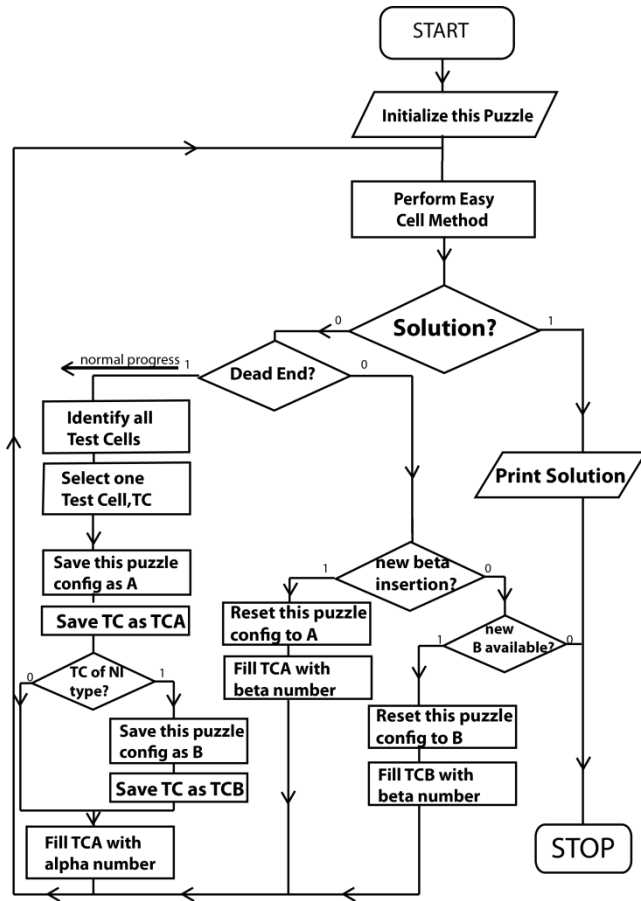 START
Initialize this Puzzle
Perform Easy
Cell Method
Solution?
0
1
normal progress
Dead End?
1
0
Identify all
Test Cells
Select one
Test Cell,TC
Print Solution
Save this puzzle
config as A
Save TC as TCA
new beta
insertion?
1
0
Reset this puzzle
config to A
Fill TCA with
beta number
new
B available?
1
0
TC of NI
type?
0
1
Save this puzzle
config as B
Save TC as TCB
Reset this puzzle
config to B
Fill TCB with
beta number
Fill TCA with
alpha number
STOP